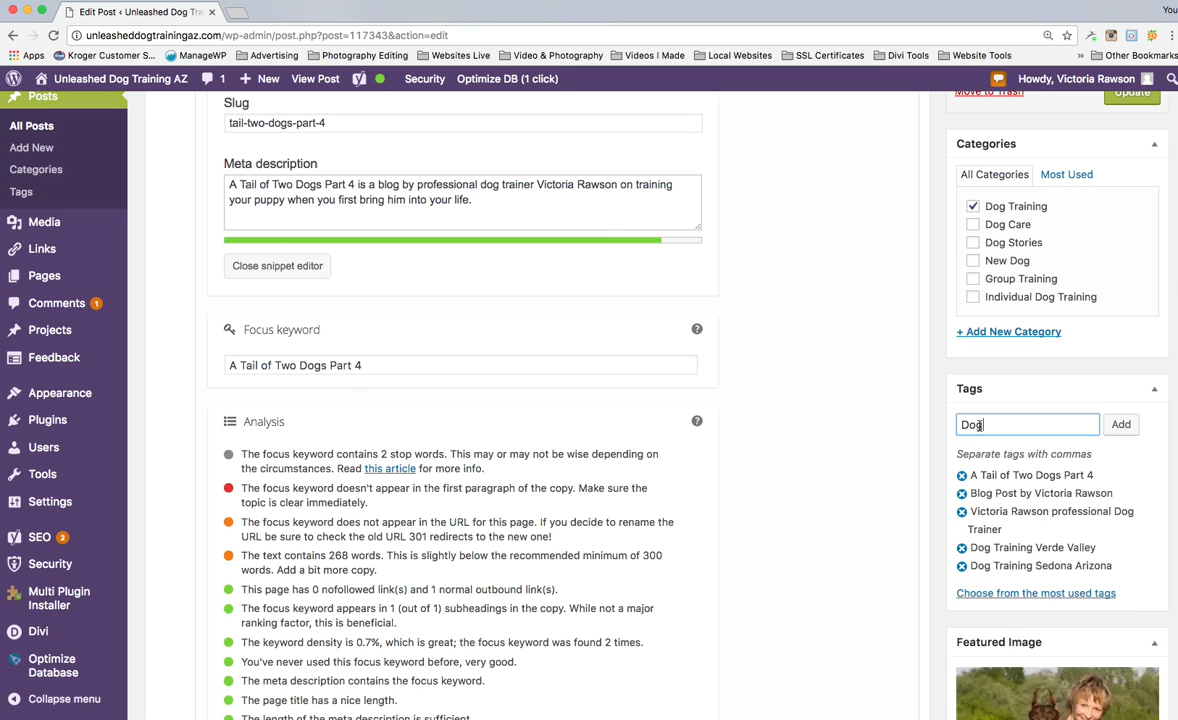 Edit Post ‹ Unleashed Dog Tra
You
unleasheddogtrainingaz.com/wp-admin/post.php?post=117343&action=edit
Apps
Kroger Customer S...
ManageWP
Advertising
Photography Editing
Websites Live
Video & Photography
Videos I Made
Local Websites
SSL Certificates
Divi Tools
Website Tools
»
Other Bookmarks
Unleashed Dog Training AZ
1
+ New
View Post
Security
Optimize DB (1 click)
Howdy, Victoria Rawson
Posts
All Posts
Add New
Categories
Tags
Media
Links
Pages
Comments 1
Projects
Feedback
Appearance
Plugins
Users
Tools
Settings
SEO 2
Security
Multi Plugin
Installer
Divi
Optimize
Database
Collapse menu
Slug
tail-two-dogs-part-4
Meta description
A Tail of Two Dogs Part 4 is a blog by professional dog trainer Victoria Rawson on training
your puppy when you first bring him into your life.
Close snippet editor
Focus keyword
A Tail of Two Dogs Part 4
Analysis
The focus keyword contains 2 stop words. This may or may not be wise depending on
the circumstances. Read this article for more info.
The focus keyword doesn't appear in the first paragraph of the copy. Make sure the
topic is clear immediately.
The focus keyword does not appear in the URL for this page. If you decide to rename the
URL be sure to check the old URL 301 redirects to the new one!
The text contains 268 words. This is slightly below the recommended minimum of 300
words. Add a bit more copy.
This page has 0 nofollowed link(s) and 1 normal outbound link(s).
The focus keyword appears in 1 (out of 1) subheadings in the copy. While not a major
ranking factor, this is beneficial.
The keyword density is 0.7%, which is great; the focus keyword was found 2 times.
You've never used this focus keyword before, very good.
The meta description contains the focus keyword.
The page title has a nice length.
The length of the meta description is sufficient.
Move to Trash
Update
Categories
All Categories
Most Used
Dog Training
Dog Care
Dog Stories
New Dog
Group Training
Individual Dog Training
+ Add New Category
Tags
Dog
Add
Separate tags with commas
A Tail of Two Dogs Part 4
Blog Post by Victoria Rawson
Victoria Rawson professional Dog
Trainer
Dog Training Verde Valley
Dog Training Sedona Arizona
Choose from the most used tags
Featured Image